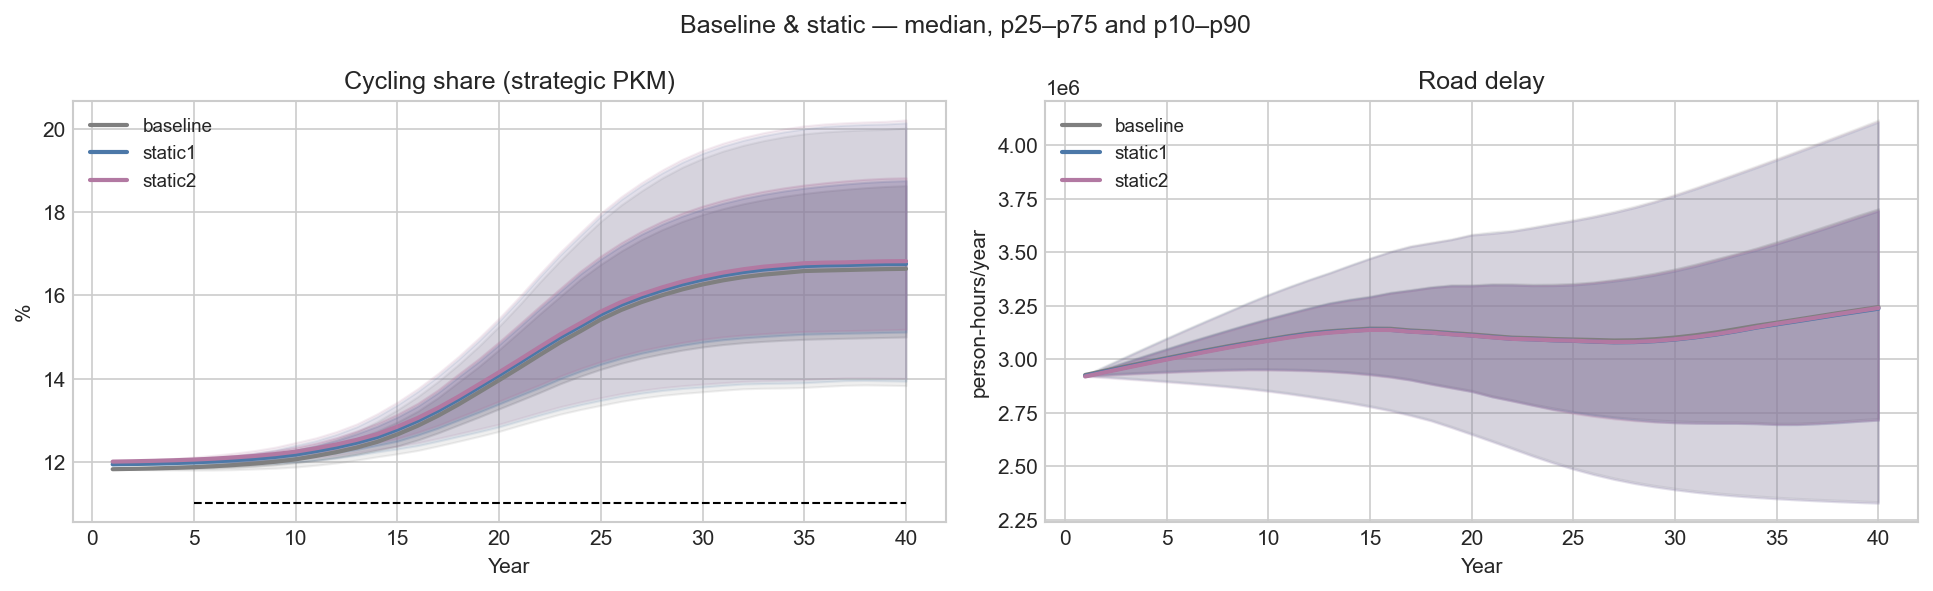 Baseline & static — median, p25–p75 and p10–p90
Cycling share (strategic PKM)
baseline
static1
static2
20
18
16
14
12
%
0 5 10 15 20 25 30 35 40
Year
Road delay
1e6
baseline
static1
static2
4.00
3.75
3.50
3.25
3.00
2.75
2.50
2.25
person-hours/year
0 5 10 15 20 25 30 35 40
Year